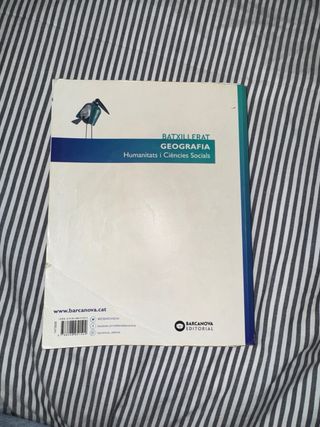 BATXILLERAT
GEOGRAFIA
Humanitats i Ciències Socials
www.barcanova.cat
BARCANOVA
EDITORIAL